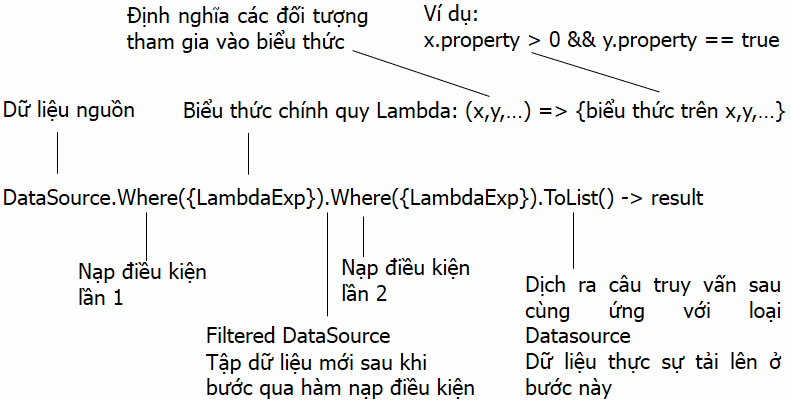 Định nghĩa các đối tượng
tham gia vào biểu thức
Ví dụ:
x.property > 0 && y.property == true
Dữ liệu nguồn
Biểu thức chính quy Lambda: (x,y,...) => {biểu thức trên x,y,...}
DataSource.Where({LambdaExp}).Where({LambdaExp}).ToList() -> result
Nạp điều kiện
lần 1
Nạp điều kiện
lần 2
Filtered DataSource
Tập dữ liệu mới sau khi
bước qua hàm nạp điều kiện
Dịch ra câu truy vấn sau
cùng ứng với loại
Datasource
Dữ liệu thực sự tải lên ở
bước này